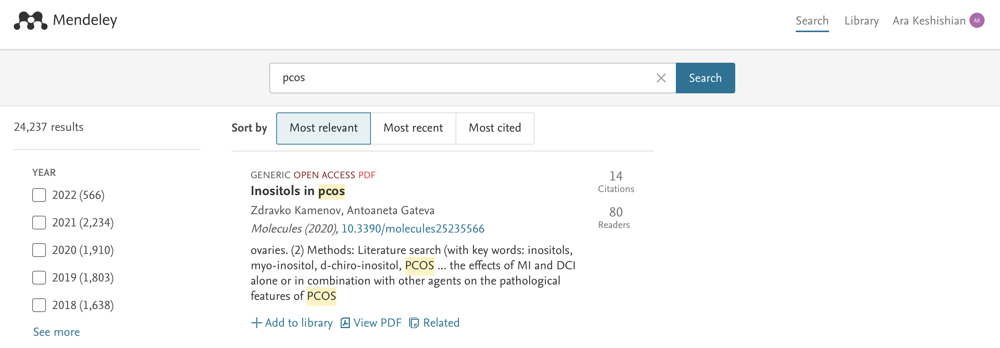 Mendeley
Search Library Ara Keshishian AK
pcos
Search
24,237 results
Sort by Most relevant Most recent Most cited
YEAR
2022 (566)
2021 (2,234)
2020 (1,910)
2019 (1,803)
2018 (1,638)
See more
GENERIC OPEN ACCESS PDF
Inositols in pcos
Zdravko Kamenov, Antoaneta Gateva
Molecules (2020), 10.3390/molecules25235566
ovaries. (2) Methods: Literature search (with key words: inositols,
myo-inositol, d-chiro-inositol, PCOS ... the effects of MI and DCI
alone or in combination with other agents on the pathological
features of PCOS
Add to library View PDF Related
14
Citations
80
Readers